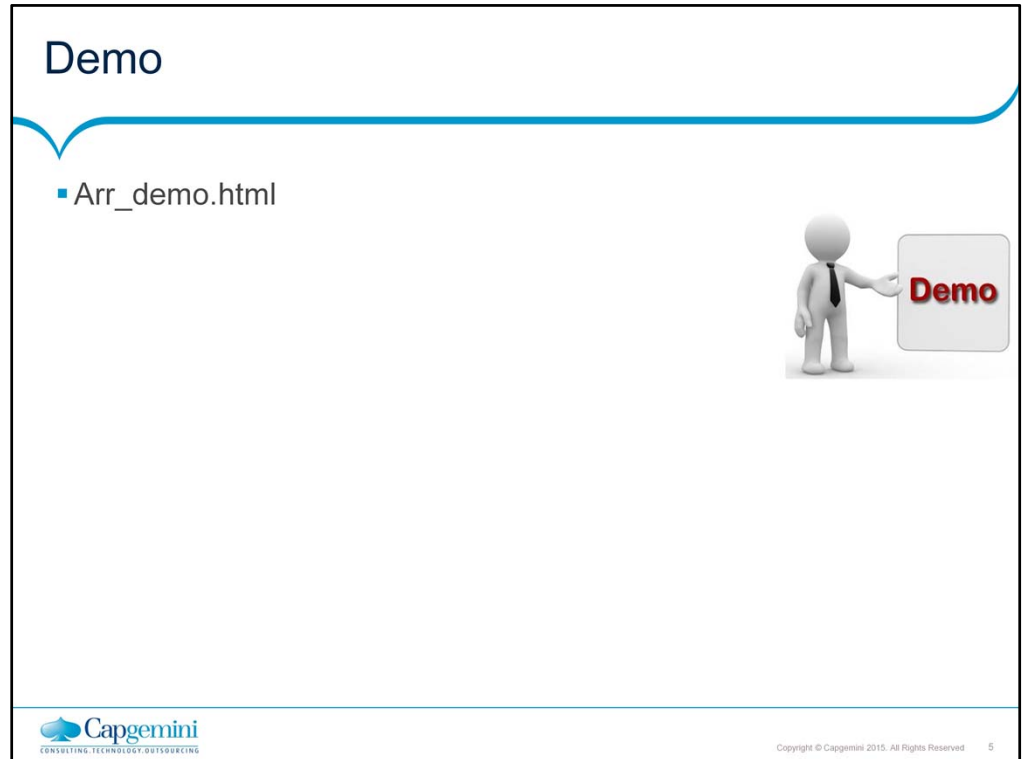 Demo
▪ Arr_demo.html
Demo
Capgemini
CONSULTING.TECHNOLOGY.OUTSOURCING
Copyright © Capgemini 2015. All Rights Reserved 5